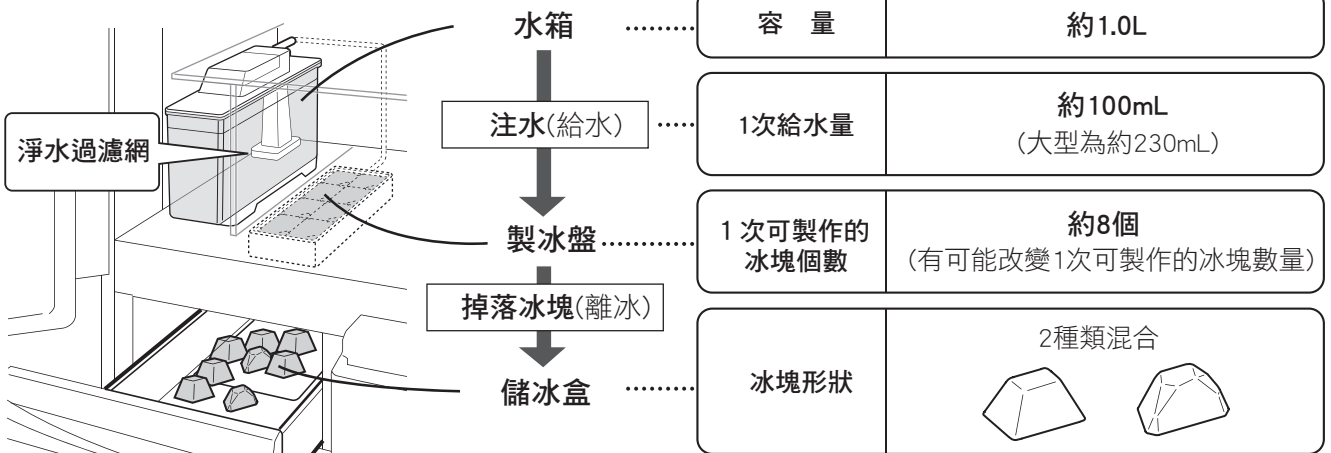 淨水過濾網
水箱
容 量
約1.0L
注水(給水)
1次給水量
約100mL
(大型為約230mL)
製冰盤
1次可製作的
冰塊個數
約8個
(有可能改變1次可製作的冰塊數量)
掉落冰塊(離冰)
儲冰盒
冰塊形狀
2種類混合